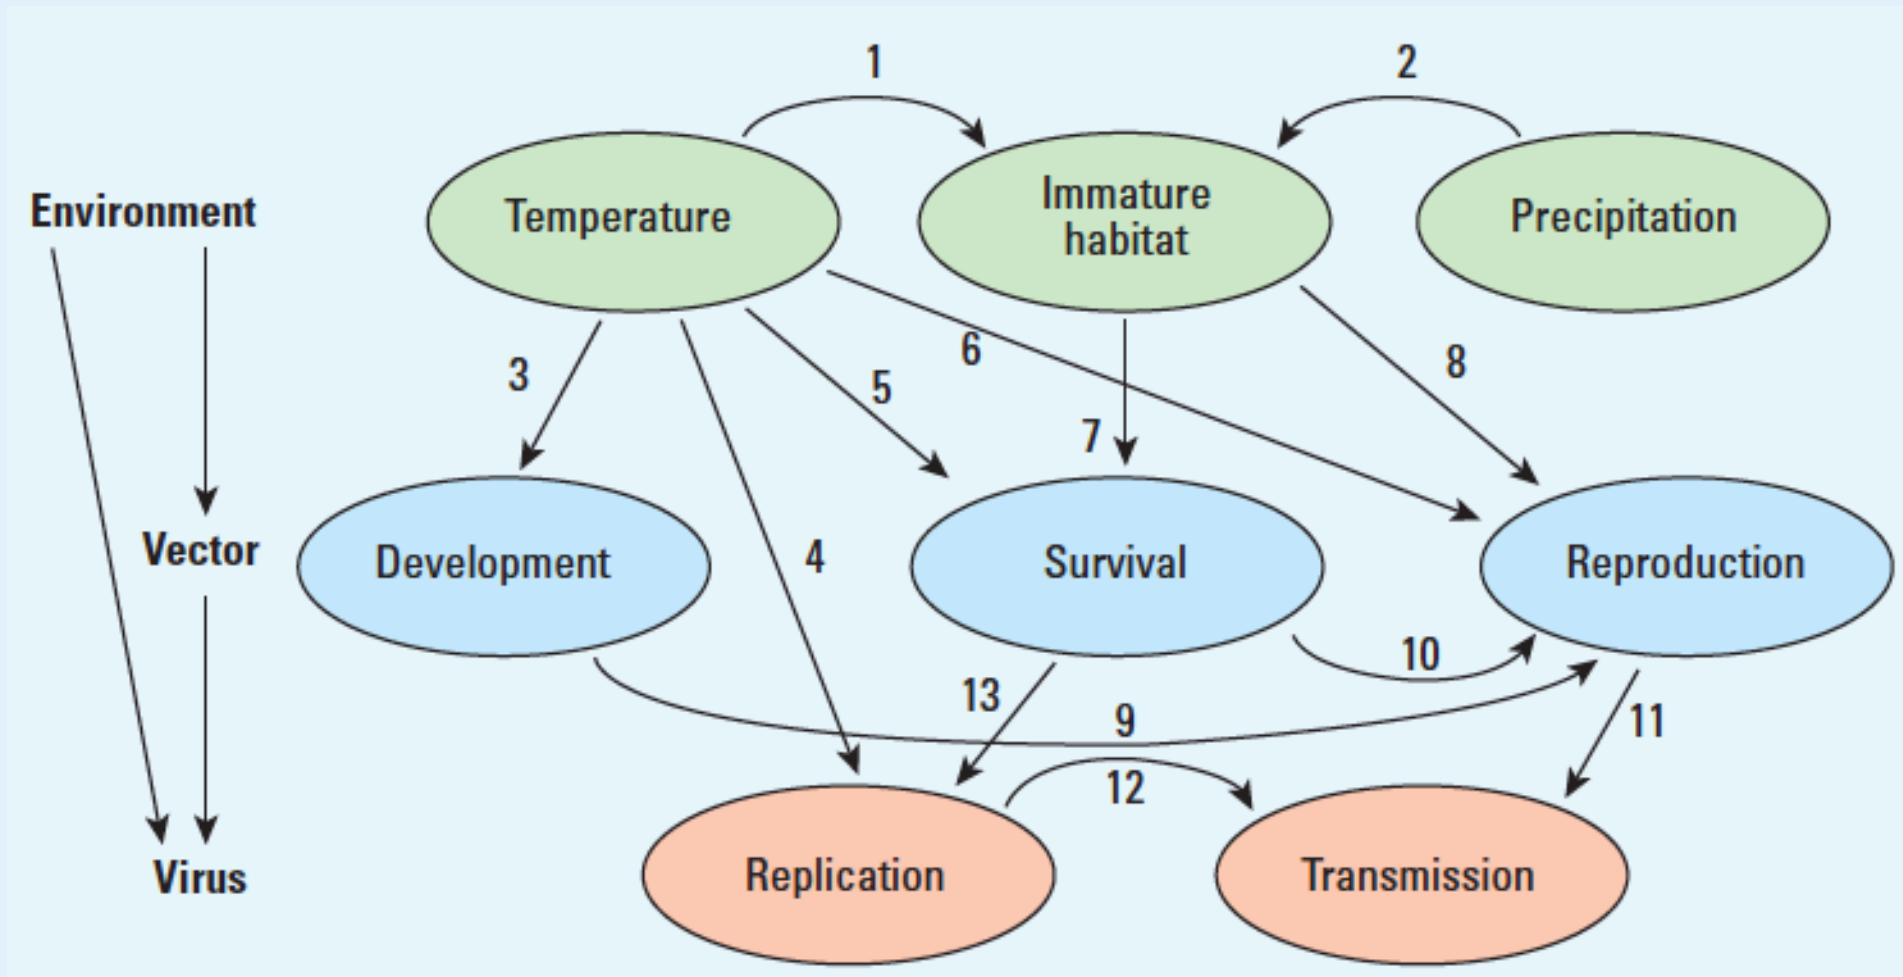 1
2
Environment
Temperature
Immature
habitat
Precipitation
3
5
6
7
8
Vector
Development
4
Survival
Reproduction
13
9
10
11
12
Virus
Replication
Transmission